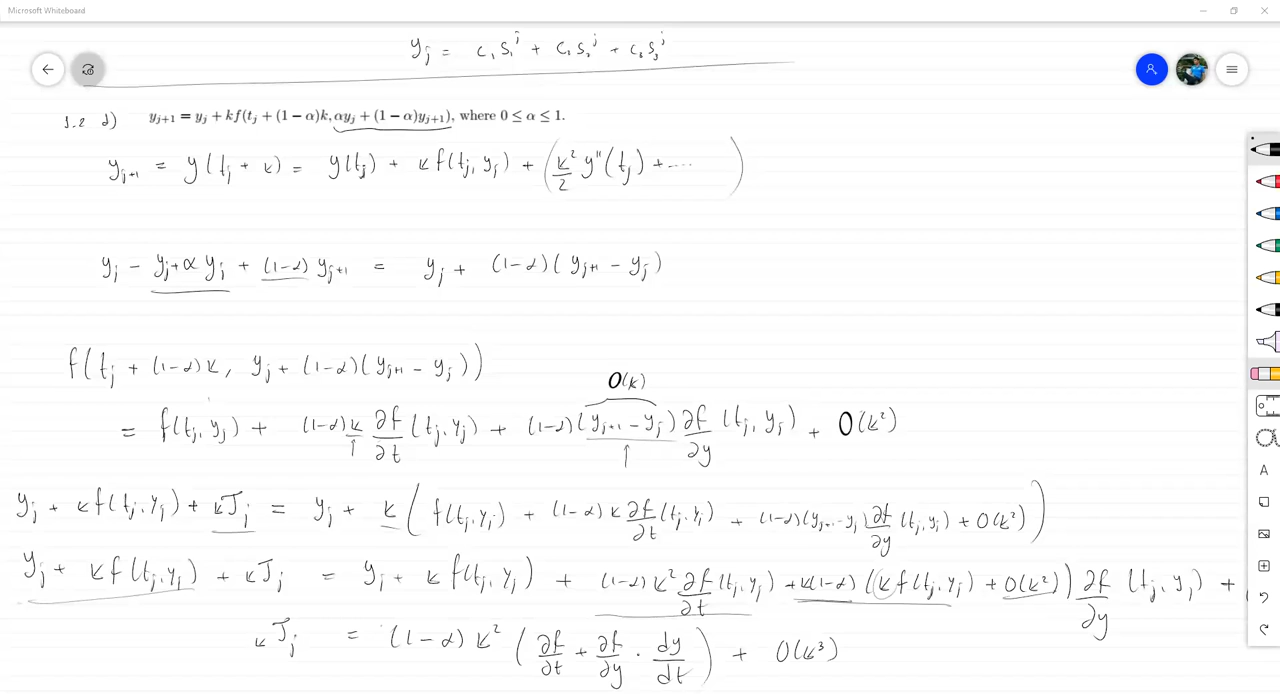 Microsoft Whiteboard
y_j = c_1 s_1^j + c_1 s_2^j + c_3 s_3^j
1.2 d) y_{j+1} = y_j + kf(t_j + (1 − α)k, αy_j + (1 − α)y_{j+1}), where 0 ≤ α ≤ 1.
y_{j+1} = y(t_j + k) = y(t_j) + k f(t_j, y_j) + (k²/2 y''(t_j) + ....)
y_j - y_j + α y_j + (1-α) y_{j+1} = y_j + (1-α)(y_{j+1} - y_j)
f(t_j + (1-α)k, y_j + (1-α)(y_{j+1} - y_j))
O(k)
= f(t_j, y_j) + (1-α)k ∂f/∂t (t_j, y_j) + (1-α)(y_{j+1} - y_j) ∂f/∂y (t_j, y_j) + O(k²)
y_j + k f(t_j, y_j) + kJ_j = y_j + k(f(t_j, y_j) + (1-α)k ∂f/∂t (t_j, y_j) + (1-α)(y_{j+1} - y_j) ∂f/∂y (t_j, y_j) + O(k²))
y_j + k f(t_j, y_j) + kJ_j = y_j + k f(t_j, y_j) + (1-α)k² ∂f/∂t (t_j, y_j) + k(1-α)(k f(t_j, y_j) + O(k²)) ∂f/∂y (t_j, y_j) +
kJ_j = (1-α)k² (∂f/∂t + ∂f/∂y · dy/dt) + O(k³)
A